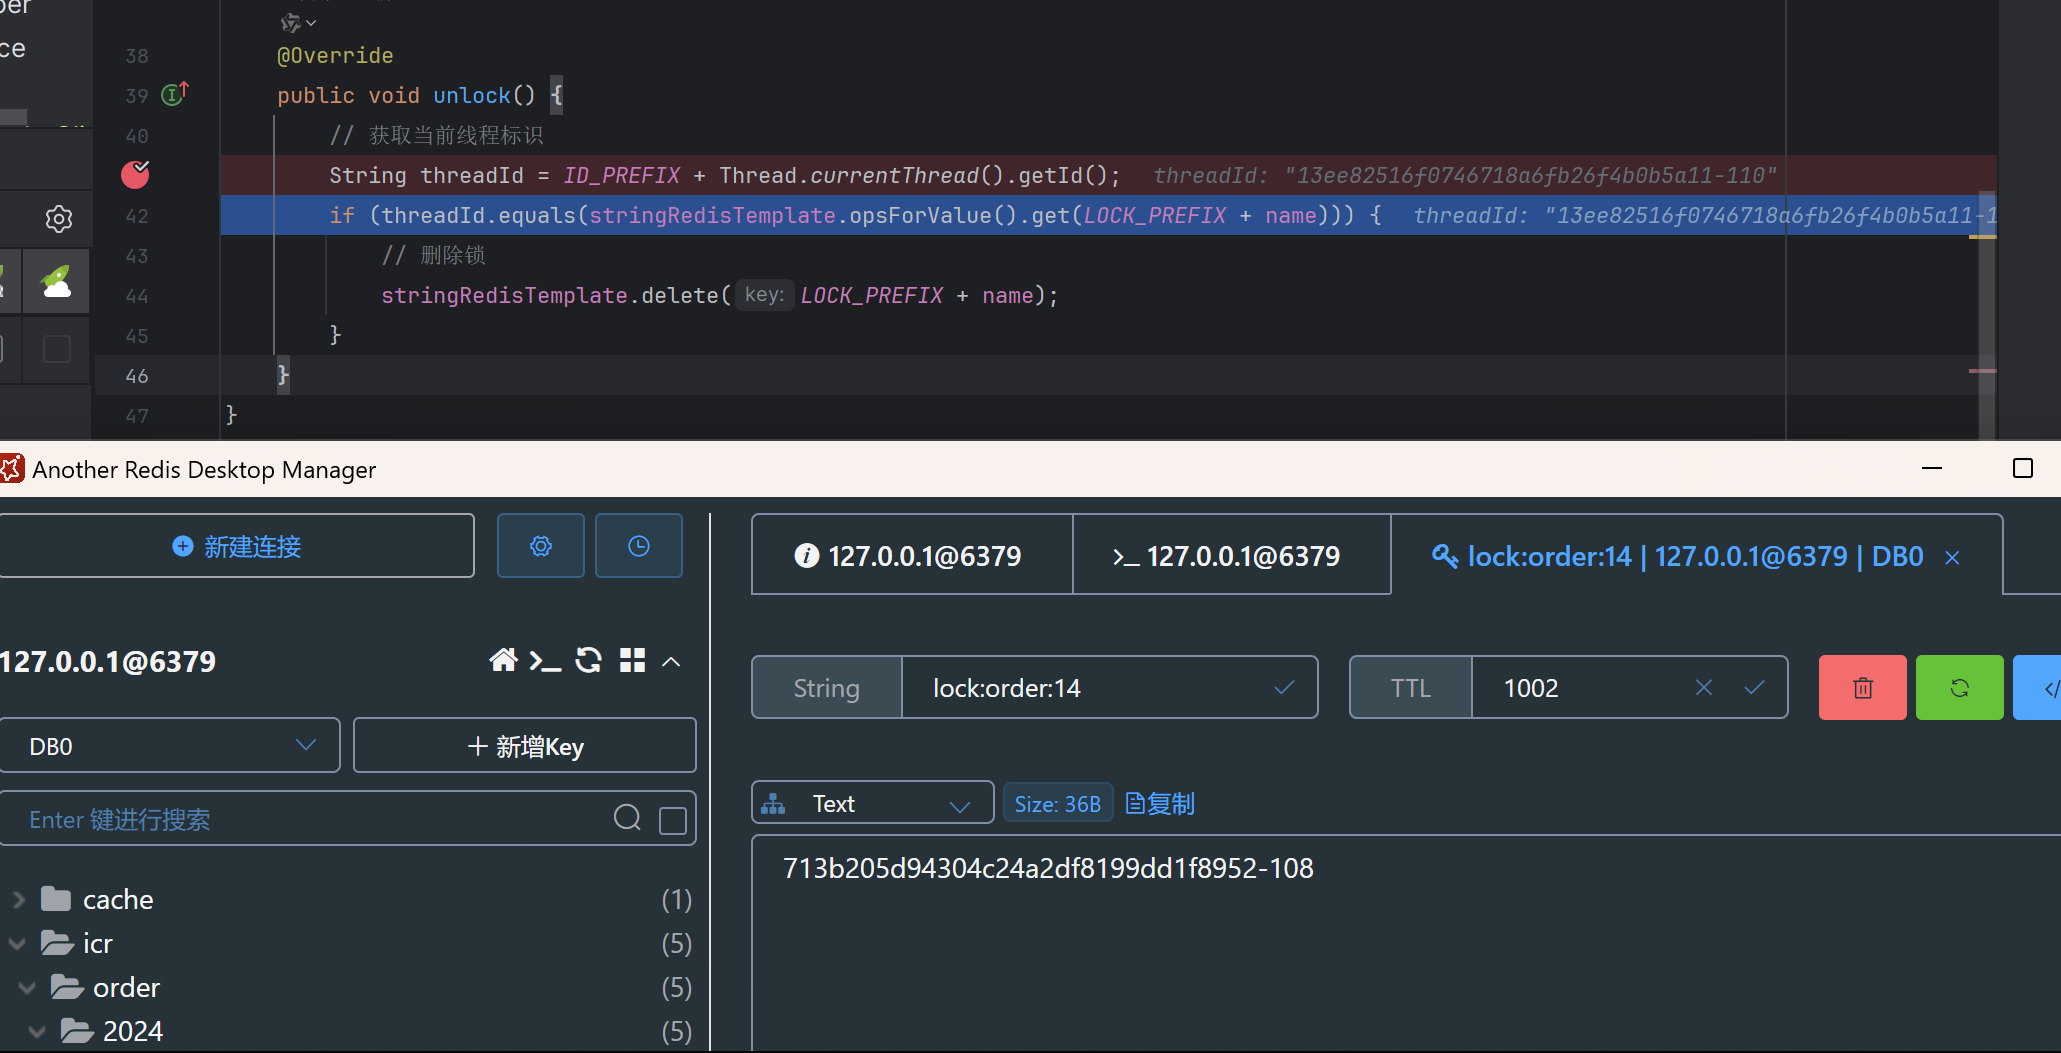 ce
38 @Override
39 public void unlock() {
40 // 获取当前线程标识
String threadId = ID_PREFIX + Thread.currentThread().getId(); threadId: "13ee82516f0746718a6fb26f4b0b5a11-110"
42 if (threadId.equals(stringRedisTemplate.opsForValue().get(LOCK_PREFIX + name))) { threadId: "13ee82516f0746718a6fb26f4b0b5a11-1
43 // 删除锁
44 stringRedisTemplate.delete( key: LOCK_PREFIX + name);
45 }
46 }
47 }
Another Redis Desktop Manager
新建连接
127.0.0.1@6379
127.0.0.1@6379
lock:order:14 | 127.0.0.1@6379 | DB0
127.0.0.1@6379
String lock:order:14
TTL 1002
DB0
新增Key
Enter 键进行搜索
Text
Size: 36B
复制
713b205d94304c24a2df8199dd1f8952-108
cache (1)
icr (5)
order (5)
2024 (5)